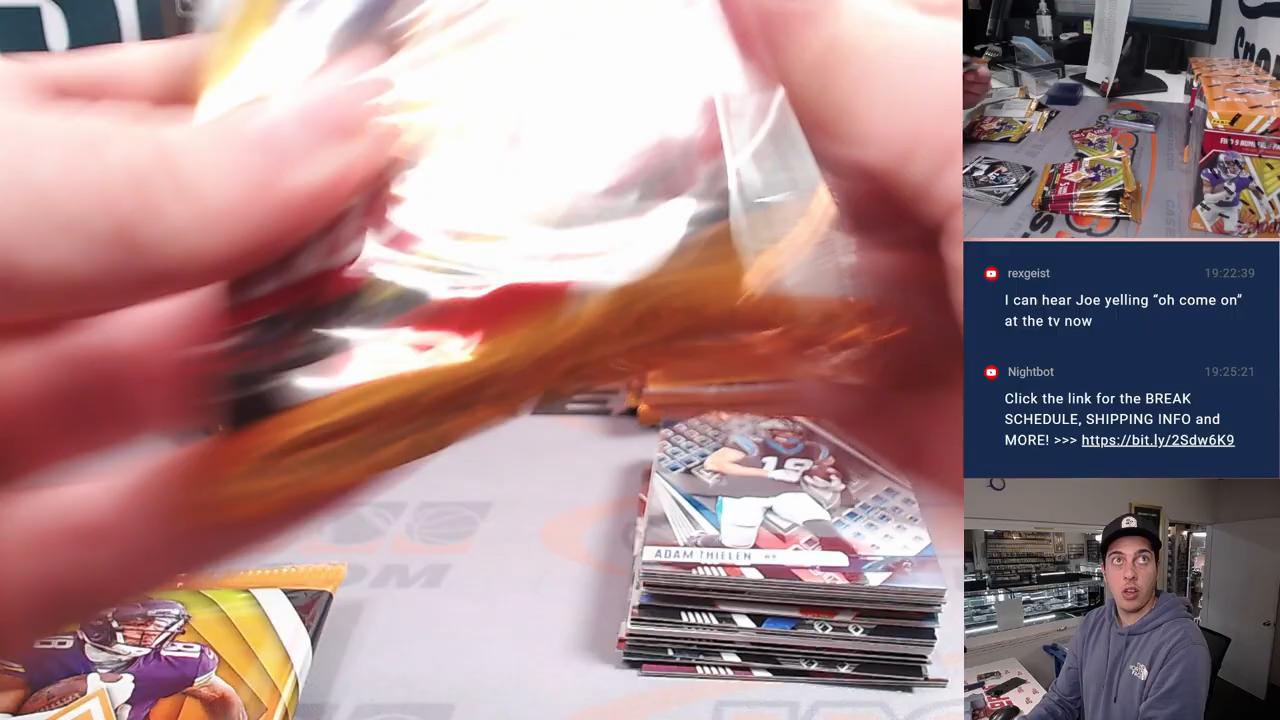 rexgeist 19:22:39
I can hear Joe yelling “oh come on”
at the tv now
Nightbot 19:25:21
Click the link for the BREAK
SCHEDULE, SHIPPING INFO and
MORE! >>> https://bit.ly/2Sdw6K9
19
ADAM THIELEN
.COM